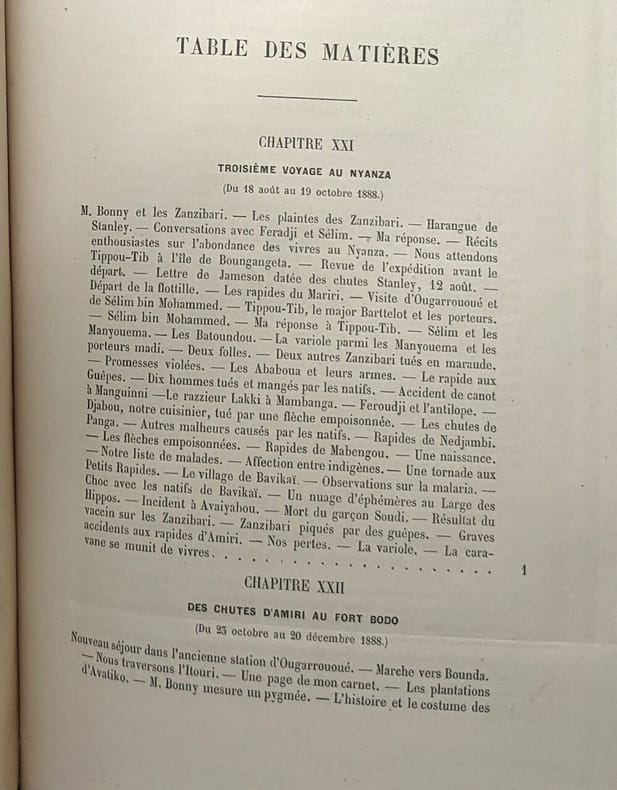 TABLE DES MATIÈRES
CHAPITRE XXI
TROISIÈME VOYAGE AU NYANZA
(Du 18 août au 19 octobre 1888.)
M. Bonny et les Zanzibari. — Les plaintes des Zanzibari. — Harangue de
Stanley. — Conversations avec Feradji et Sélim. — Ma réponse. — Récits
enthousiastes sur l'abondance des vivres au Nyanza. — Nous attendons
Tippou-Tib à l'île de Boungangeta. — Revue de l'expédition avant le
départ. — Lettre de Jameson datée des chutes Stanley, 12 août. —
Départ de la flottille. — Les rapides du Mariri. — Visite d'Ougarrououé et
de Sélim bin Mohammed. — Tippou-Tib, le major Barttelot et les porteurs.
— Sélim bin Mohammed. — Ma réponse à Tippou-Tib. — Sélim et les
Manyouema. — Les Batoundou. — La variole parmi les Manyouema et les
porteurs madi. — Deux folles. — Deux autres Zanzibari tués en maraude.
— Promesses violées. — Les Ababoua et leurs armes. — Le rapide aux
Guêpes. — Dix hommes tués et mangés par les natifs. — Accident de canot
à Manguinni — Le razzieur Lakki à Mambanga. — Feroudji et l'antilope. —
Djabou, notre cuisinier, tué par une flèche empoisonnée. — Les chutes de
Panga. — Autres malheurs causés par les natifs. — Rapides de Nedjambi.
— Les flèches empoisonnées. — Rapides de Mabengou. — Une naissance.
— Notre liste de malades. — Affection entre indigènes. — Une tornade aux
Petits Rapides. — Le village de Bavikaï. — Observations sur la malaria. —
Choc avec les natifs de Bavikaï. — Un nuage d'éphémères au Large des
Hippos. — Incident à Avaiyahou. — Mort du garçon Soudi. — Résultat du
vaccin sur les Zanzibari. — Zanzibari piqués par des guêpes. — Graves
accidents aux rapides d'Amiri. — Nos pertes. — La variole. — La cara-
vane se munit de vivres. . . . . . . . . . . . . . . . . . . . 1
CHAPITRE XXII
DES CHUTES D'AMIRI AU FORT BODO
(Du 23 octobre au 20 décembre 1888.)
Nouveau séjour dans l'ancienne station d'Ougarrououé. — Marche vers Bounda.
— Nous traversons l'Itouri. — Une page de mon carnet. — Les plantations
d'Avatiko. — M. Bonny mesure un pygmée. — L'histoire et le costume des